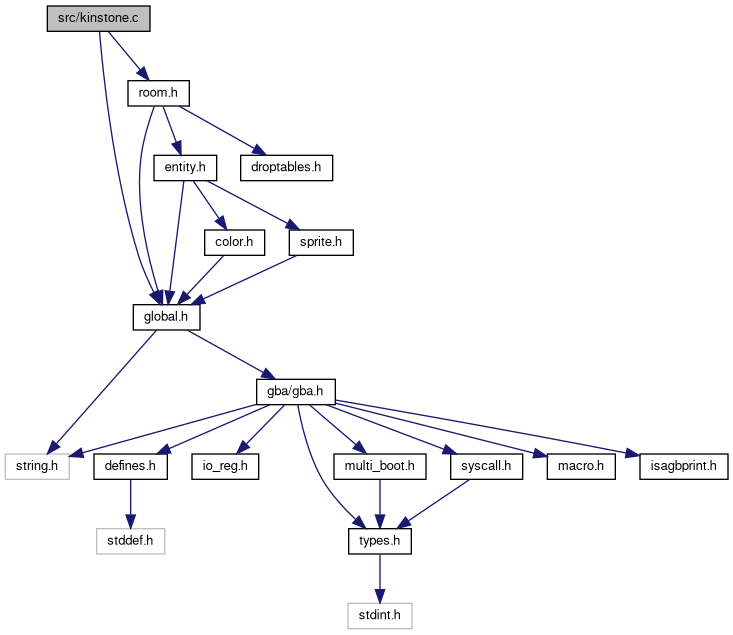 src/kinstone.c
room.h
entity.h
droptables.h
color.h
sprite.h
global.h
gba/gba.h
string.h
defines.h
io_reg.h
multi_boot.h
syscall.h
macro.h
isagbprint.h
stddef.h
types.h
stdint.h